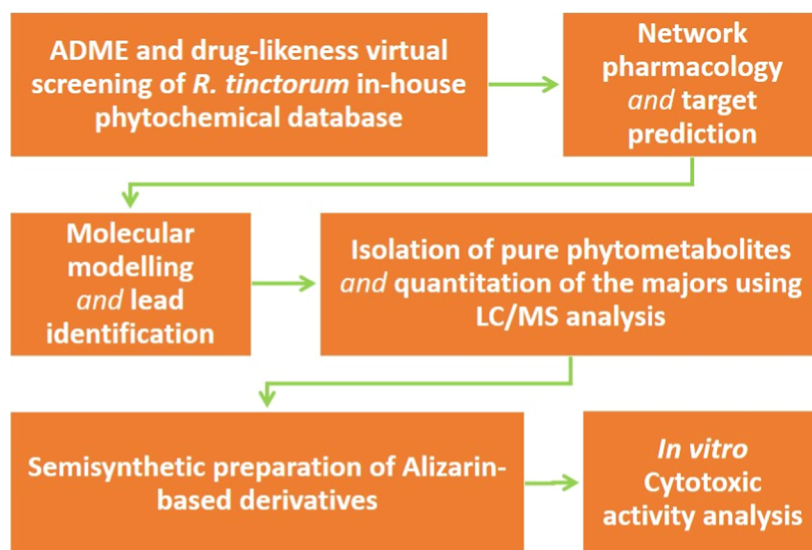 ADME and drug-likeness virtual
screening of R. tinctorum in-house
phytochemical database
Network
pharmacology
and target
prediction
Molecular
modelling
and lead
identification
Isolation of pure phytometabolites
and quantitation of the majors using
LC/MS analysis
Semisynthetic preparation of Alizarin-
based derivatives
In vitro
Cytotoxic
activity analysis